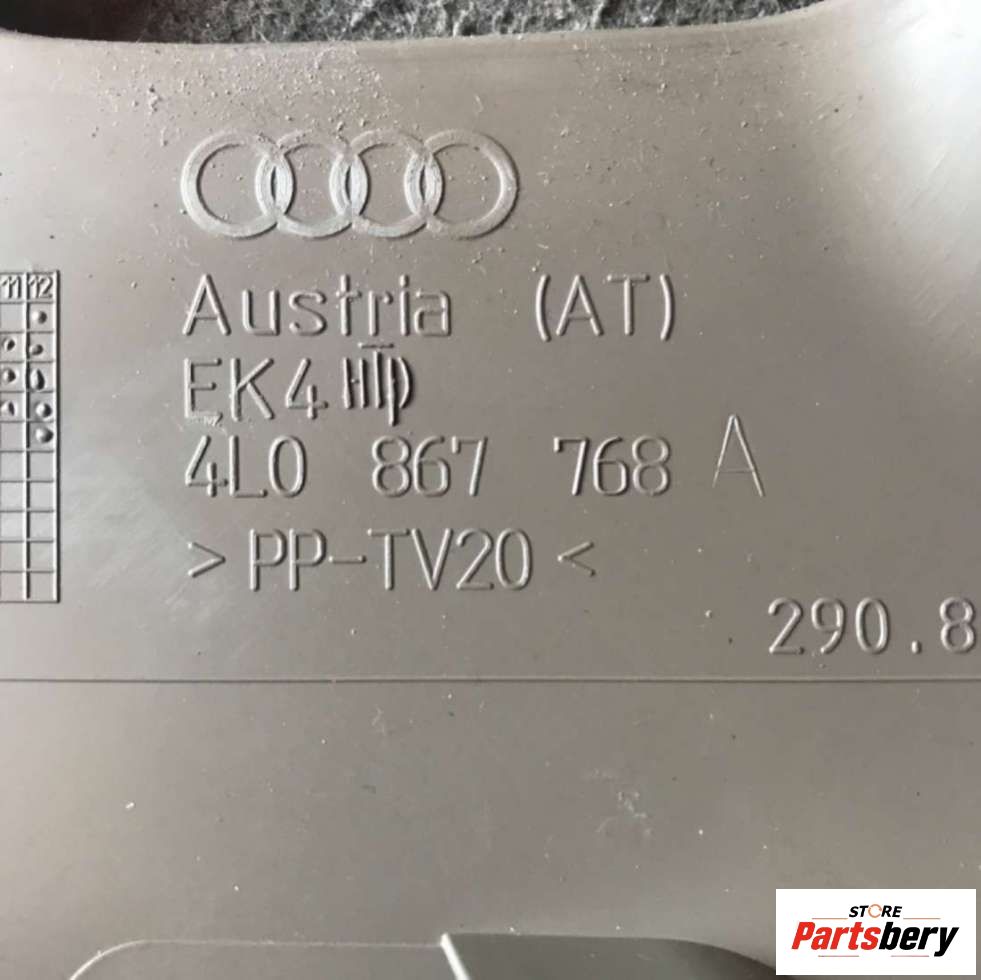 11 12
Austria (AT)
EK4
4L0 867 768 A
>PP-TV20<
290.8
STORE
Partsbery